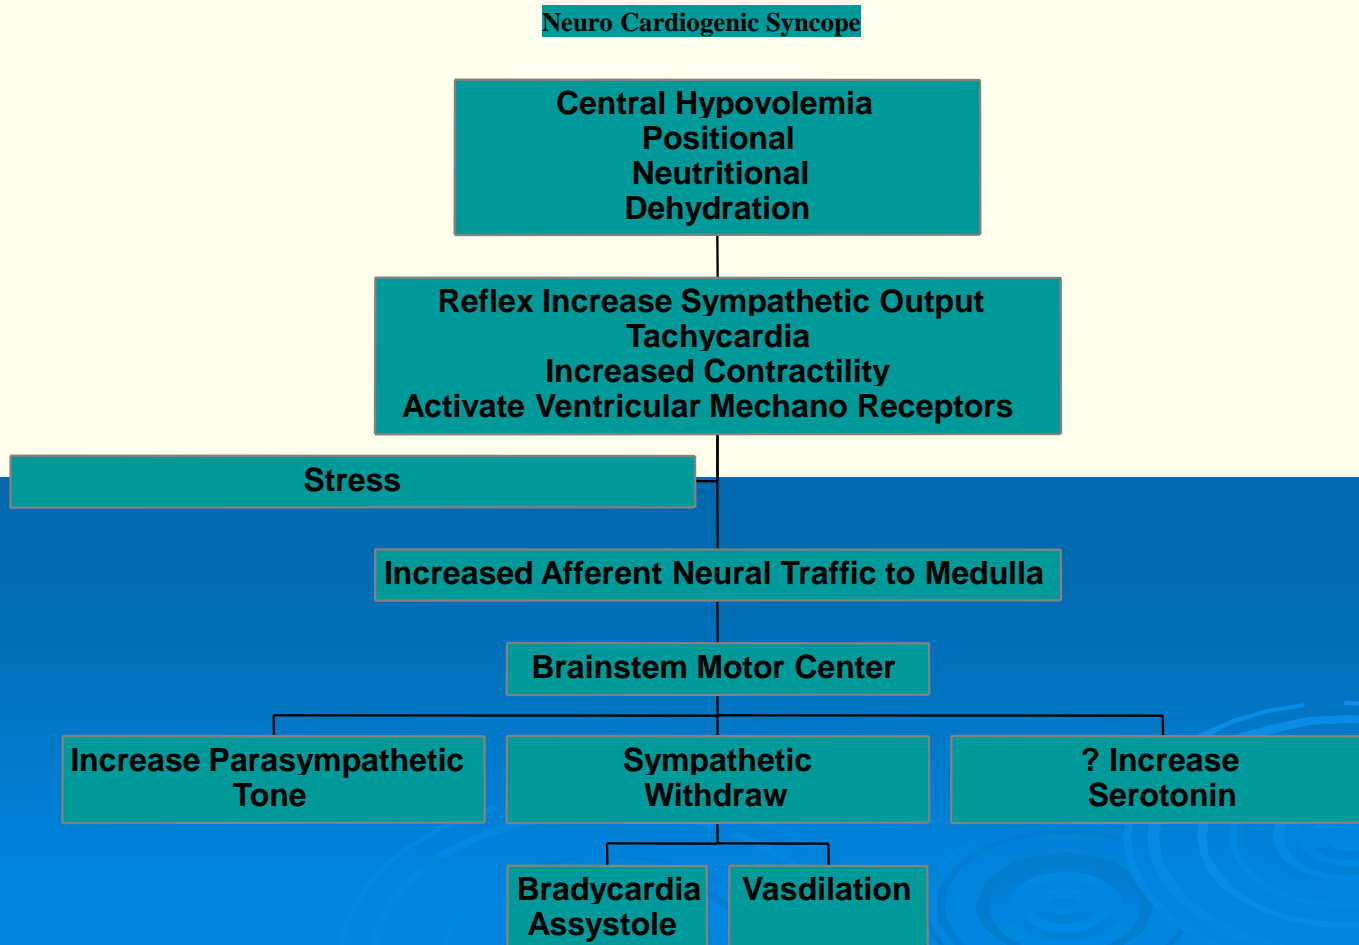 Neuro Cardiogenic Syncope
Central Hypovolemia
Positional
Neutritional
Dehydration
Reflex Increase Sympathetic Output
Tachycardia
Increased Contractility
Activate Ventricular Mechano Receptors
Stress
Increased Afferent Neural Traffic to Medulla
Brainstem Motor Center
Increase Parasympathetic
Tone
Sympathetic
Withdraw
? Increase
Serotonin
Bradycardia
Assystole
Vasdilation